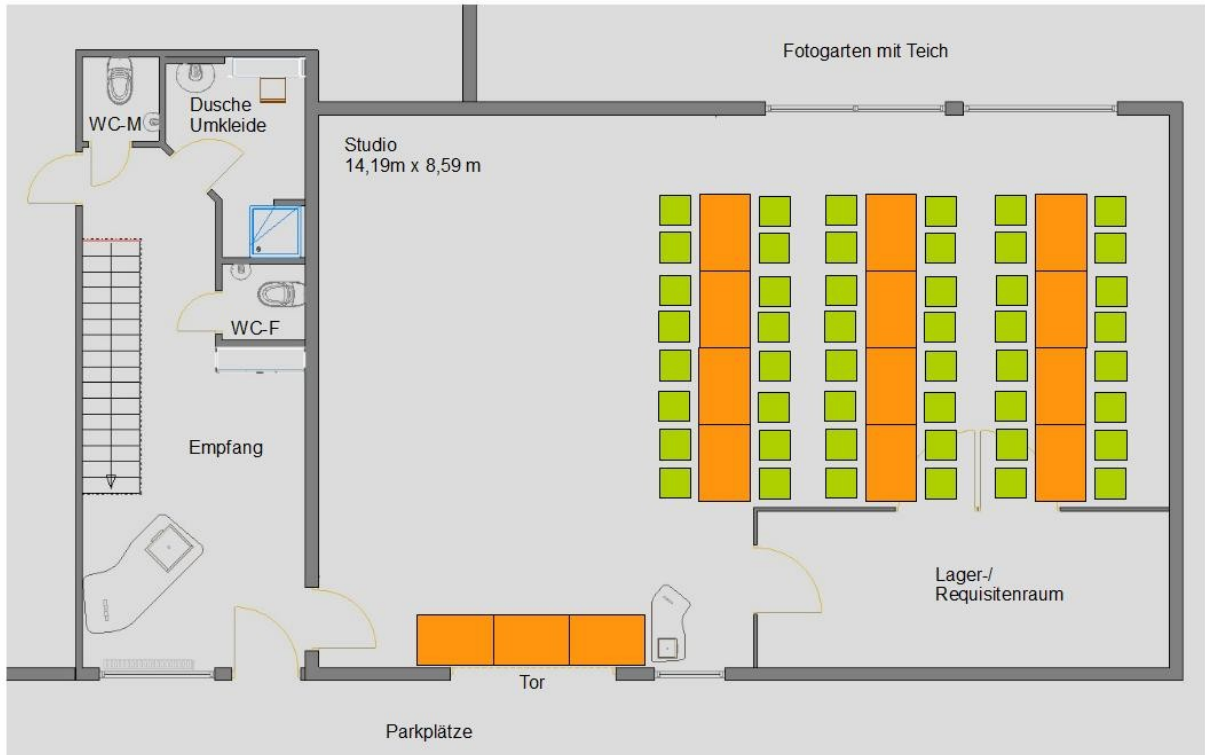 Fotogarten mit Teich
Dusche
Umkleide
WC-M
Studio
14,19m x 8,59 m
WC-F
Empfang
Lager-/
Requisitenraum
Tor
Parkplätze